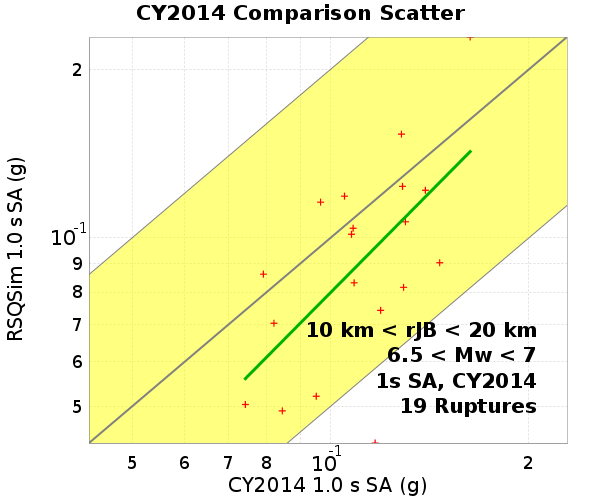 CY2014 Comparison Scatter
RSQSim 1.0 s SA (g)
2
10-1
9
8
7
6
5
10 km < rJB < 20 km
6.5 < Mw < 7
1s SA, CY2014
19 Ruptures
5 6 7 8 10-1 2
CY2014 1.0 s SA (g)